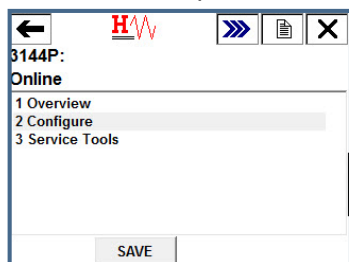 H
3144P:
Online
1 Overview
2 Configure
3 Service Tools
SAVE